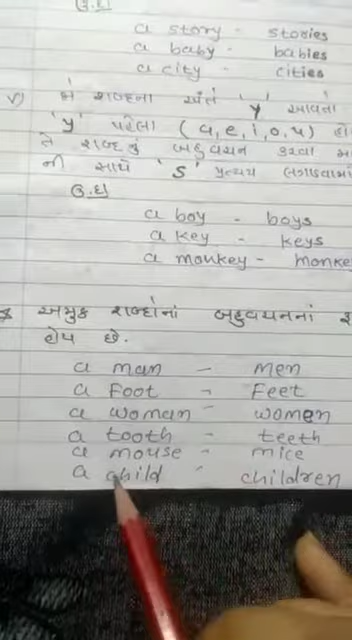 ઉ.દા
a story - stories
a baby - babies
a city - cities
v) જે શબ્દના અંતે 'y' આવતો
'y' પહેલા (a, e, i, o, u) હો
તે શબ્દનું બહુવચન કરવા મા
ની સાથે 's' પ્રત્યય લગાડવામાં
ઉ.દા
a boy - boys
a key - keys
a monkey - monke
અમુક શબ્દોનાં બહુવચનનાં
હોય છે.
a man - men
a foot - feet
a woman - women
a tooth - teeth
a mouse - mice
a child - children